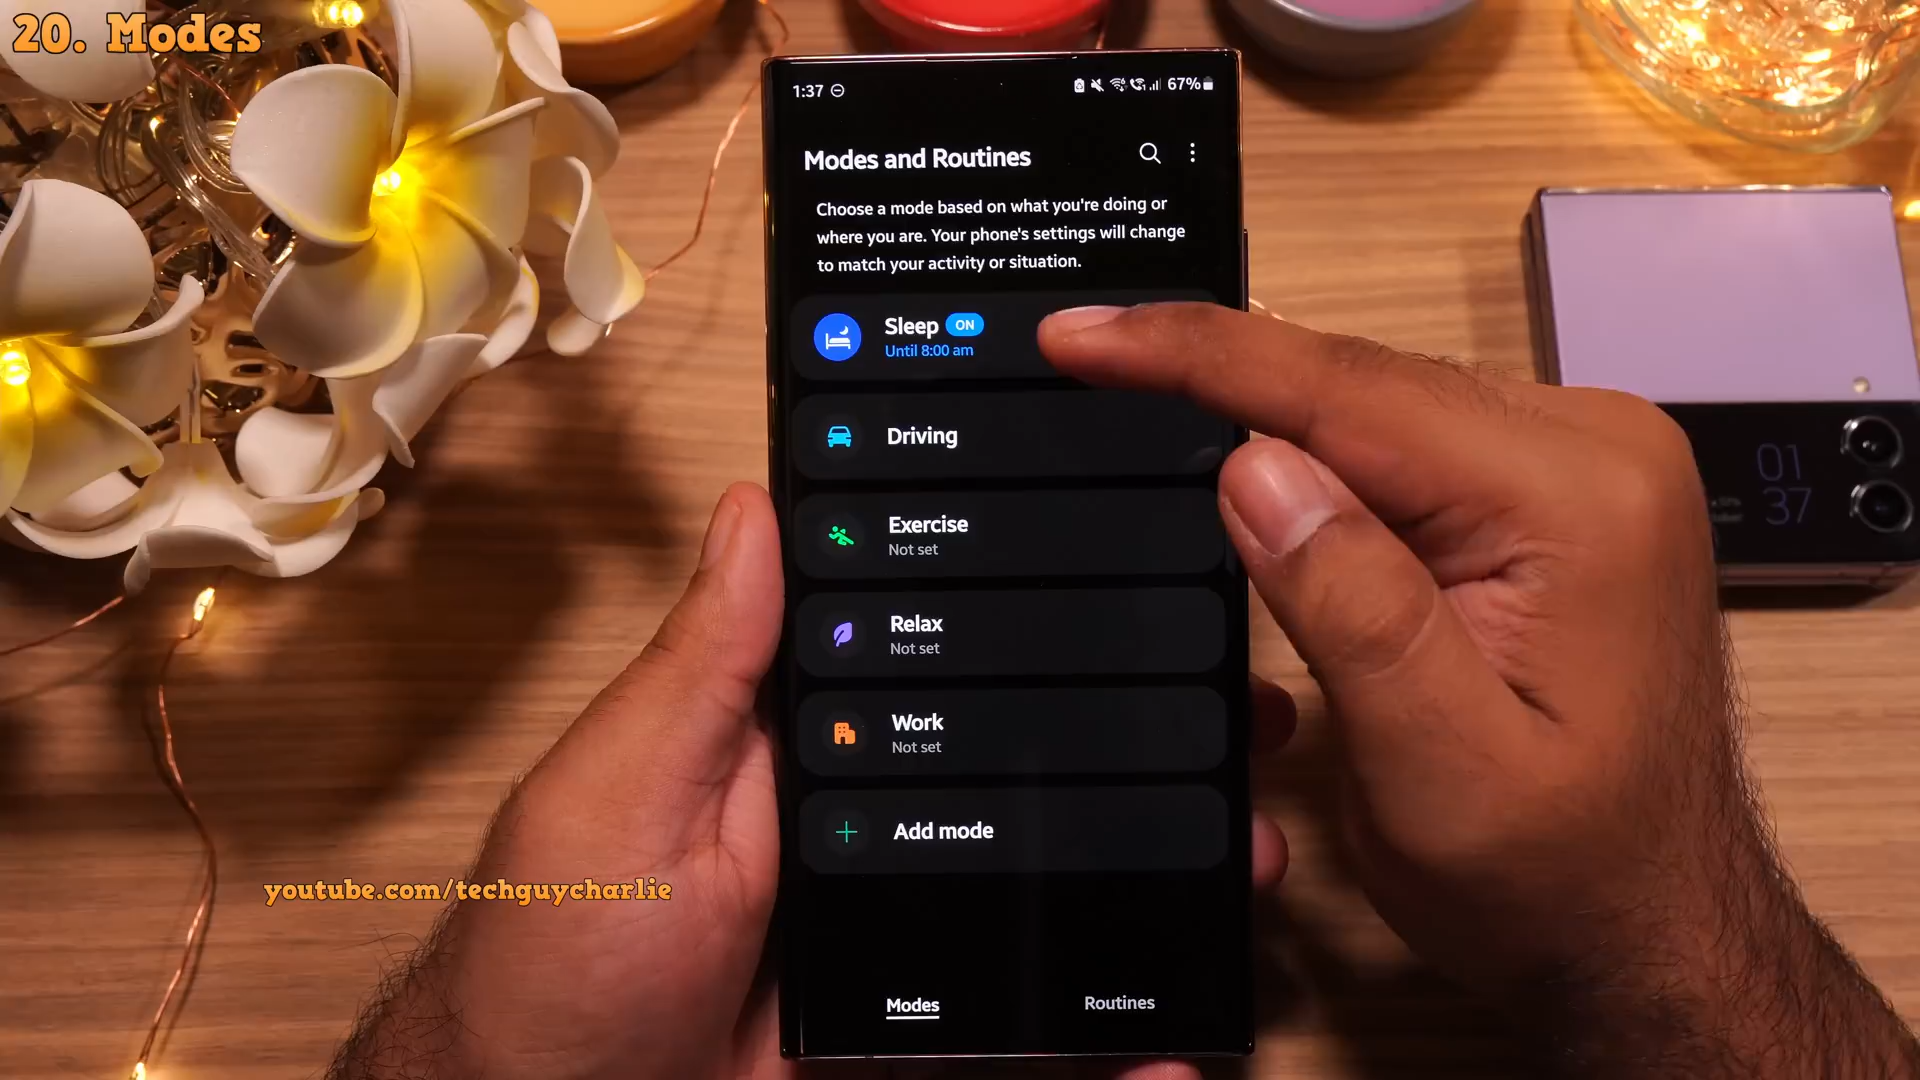 20. Modes
1:37
67%
Modes and Routines
Choose a mode based on what you're doing or
where you are. Your phone's settings will change
to match your activity or situation.
Sleep ON
Until 8:00 am
Driving
Exercise
Not set
Relax
Not set
Work
Not set
Add mode
Modes
Routines
01
37
youtube.com/techguycharlie